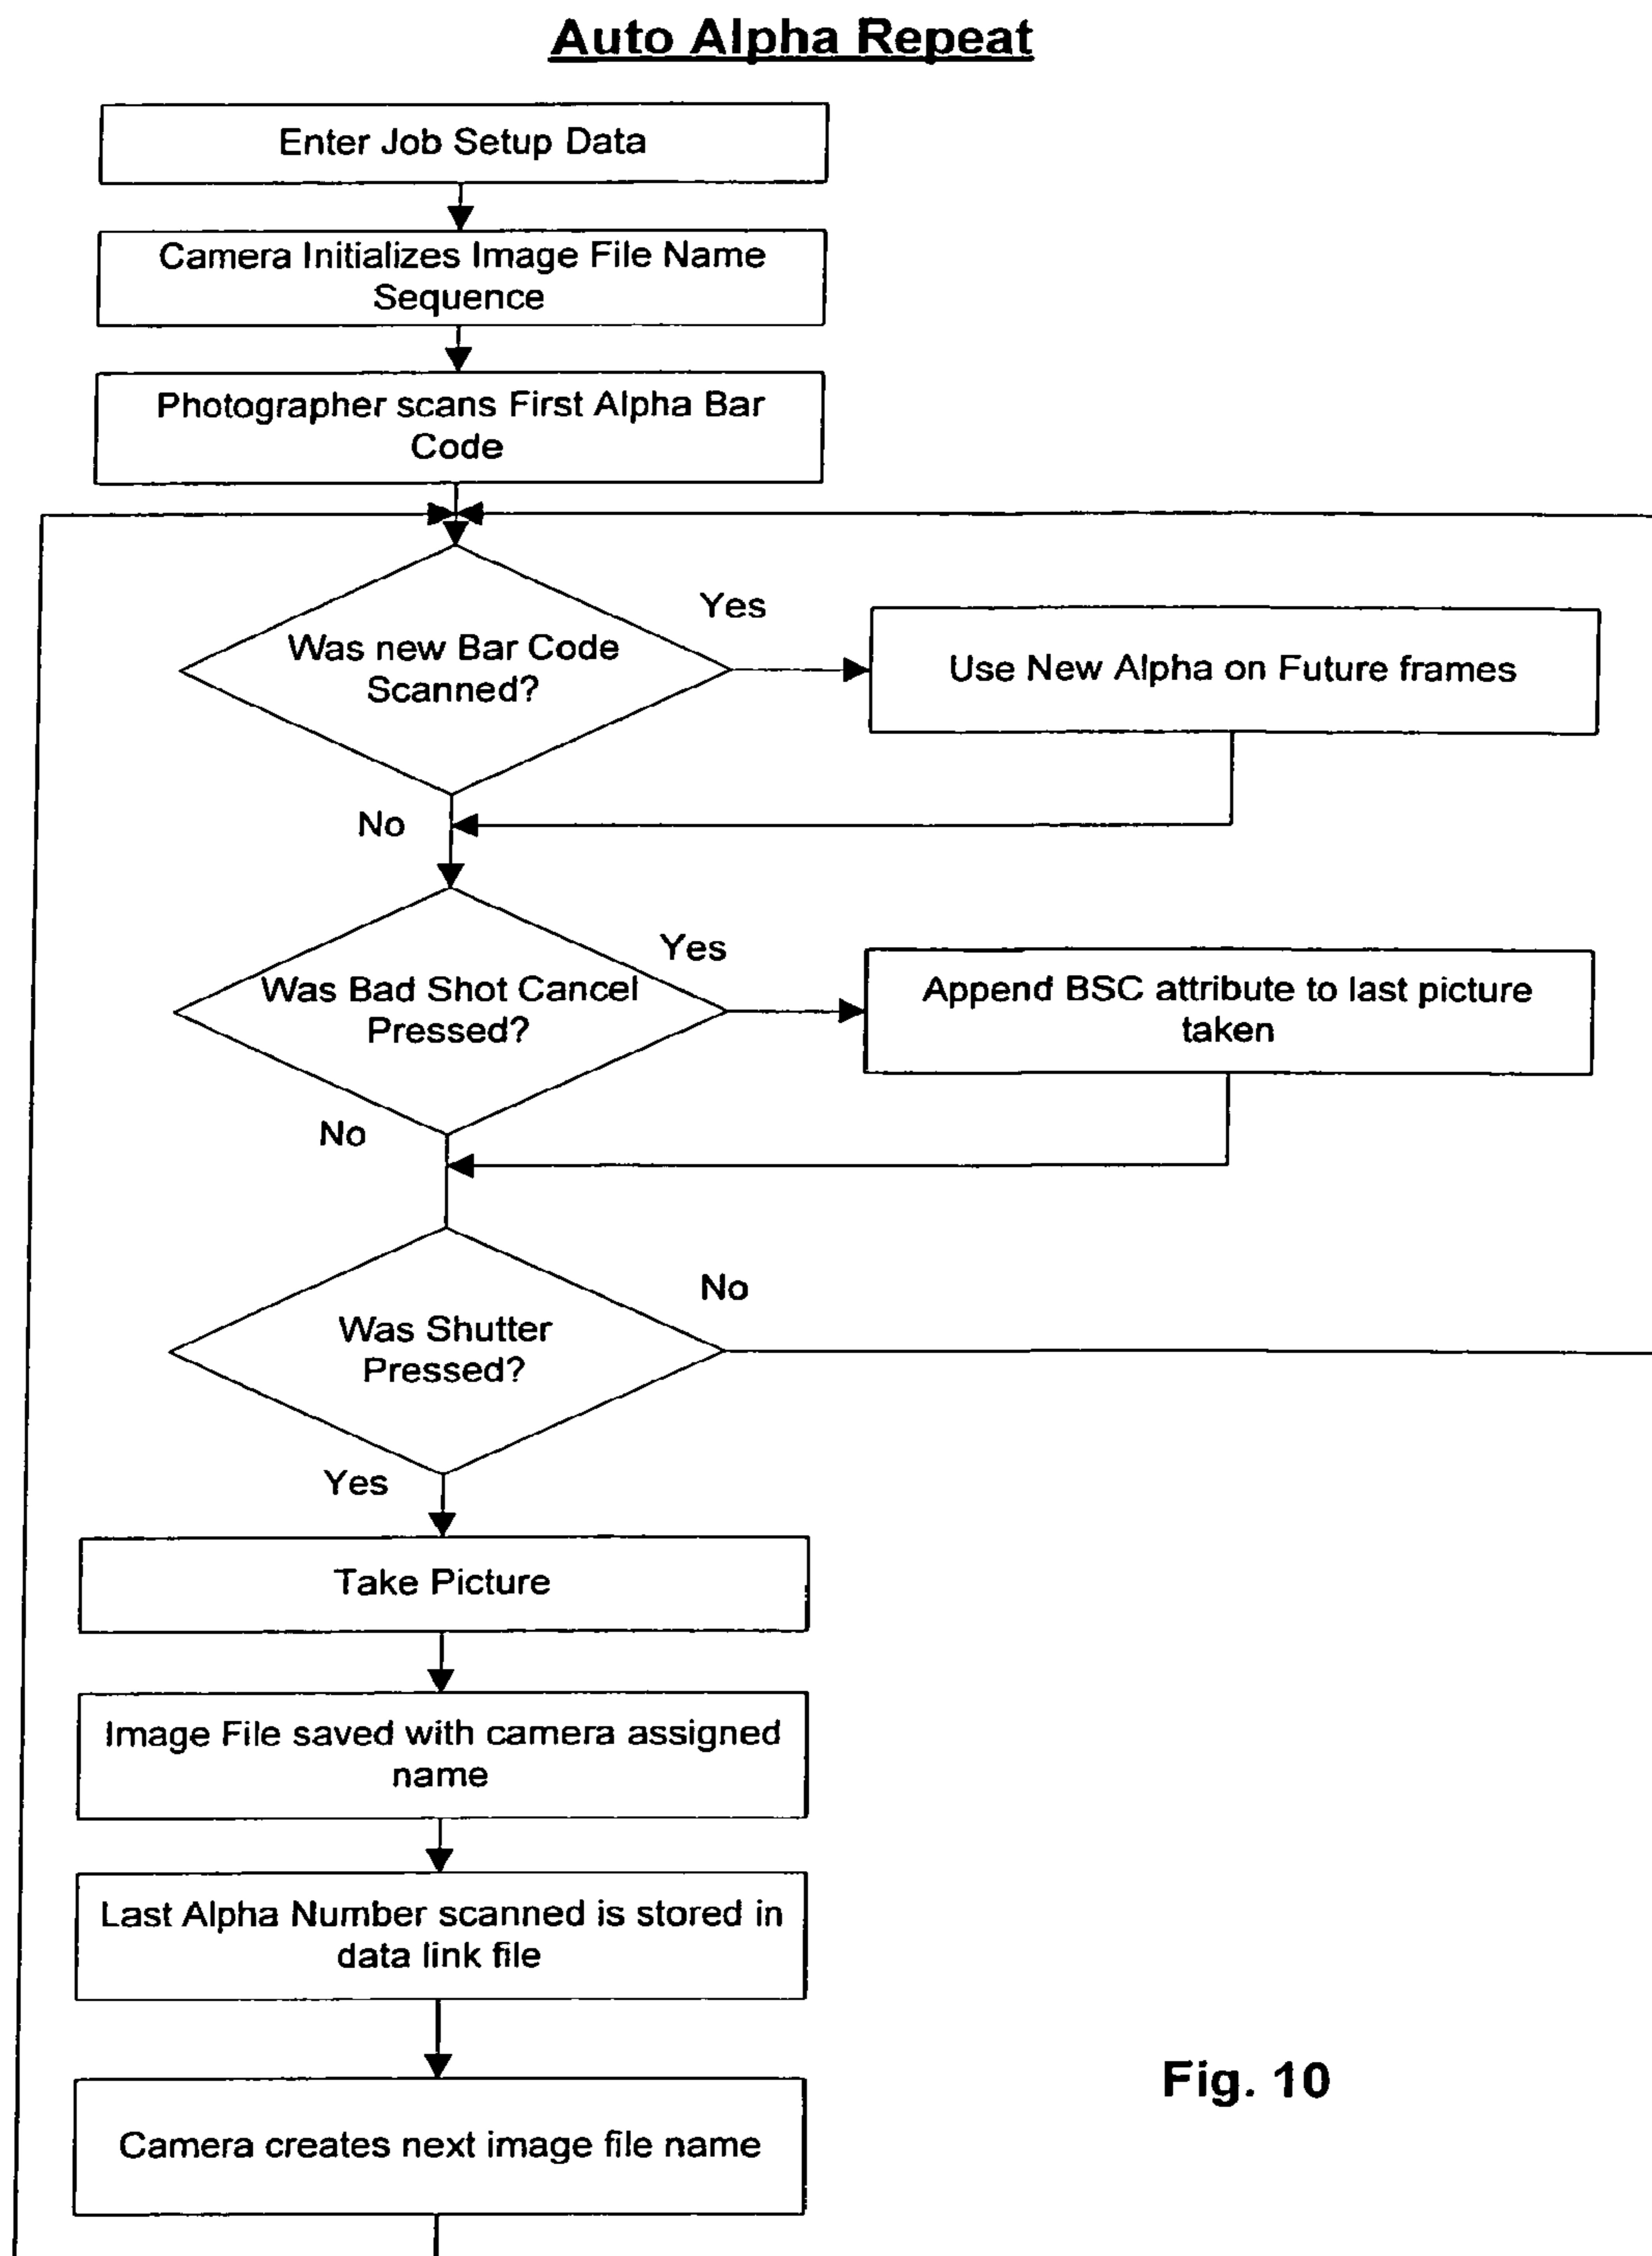 Auto Alpha Repeat
Enter Job Setup Data
Camera Initializes Image File Name
Sequence
Photographer scans First Alpha Bar
Code
Was new Bar Code
Scanned?
Yes
Use New Alpha on Future frames
No
Was Bad Shot Cancel
Pressed?
Yes
Append BSC attribute to last picture
taken
No
Was Shutter
Pressed?
No
Yes
Take Picture
Image File saved with camera assigned
name
Last Alpha Number scanned is stored in
data link file
Camera creates next image file name
Fig. 10